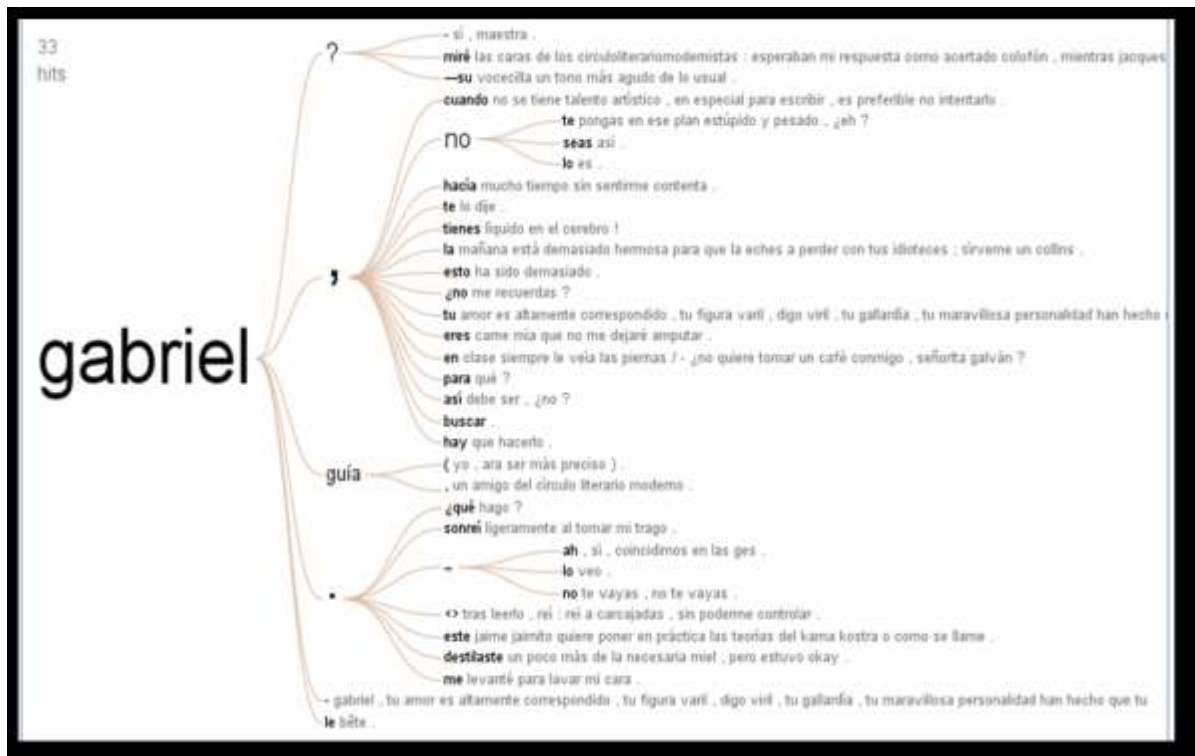 33
hits
gabriel
?
- sì , maestra .
miré las caras de los circuloliterariomodernistas : esperaban mi respuesta como acertado colofón , mientras jacques
—su vocecilla un tono más agudo de lo usual .
,
cuando no se tiene talento artístico , en especial para escribir , es preferible no intentarlo .
no
te pongas en ese plan estúpido y pesado , ¿eh ?
seas así .
lo es .
hacía mucho tiempo sin sentirme contenta .
te lo dije .
tienes líquido en el cerebro !
la mañana está demasiado hermosa para que la eches a perder con tus idioteces ; sírveme un collins .
esto ha sido demasiado .
¿no me recuerdas ?
tu amor es altamente correspondido , tu figura varil , digo viril , tu gallardía , tu maravillosa personalidad han hecho
eres carne mía que no me dejaré amputar .
en clase siempre le veía las piernas / - ¿no quiere tomar un café conmigo , señorita galván ?
para qué ?
así debe ser , ¿no ?
buscar .
hay que hacerlo .
guía
( yo , ara ser más preciso ) .
, un amigo del círculo literario moderno .
.
¿qué hago ?
sonreí ligeramente al tomar mi trago .
-
ah , sí , coincidimos en las ges .
lo veo .
no te vayas , no te vayas .
<> tras leerlo , reí ; reí a carcajadas , sin poderme controlar .
este jaime jaimito quiere poner en práctica las teorías del kama kostra o como se llame .
destilaste un poco más de la necesaria miel , pero estuvo okay .
me levanté para lavar mi cara .
- gabriel , tu amor es altamente correspondido , tu figura varil , digo viril , tu gallardía , tu maravillosa personalidad han hecho que tu
le bête .